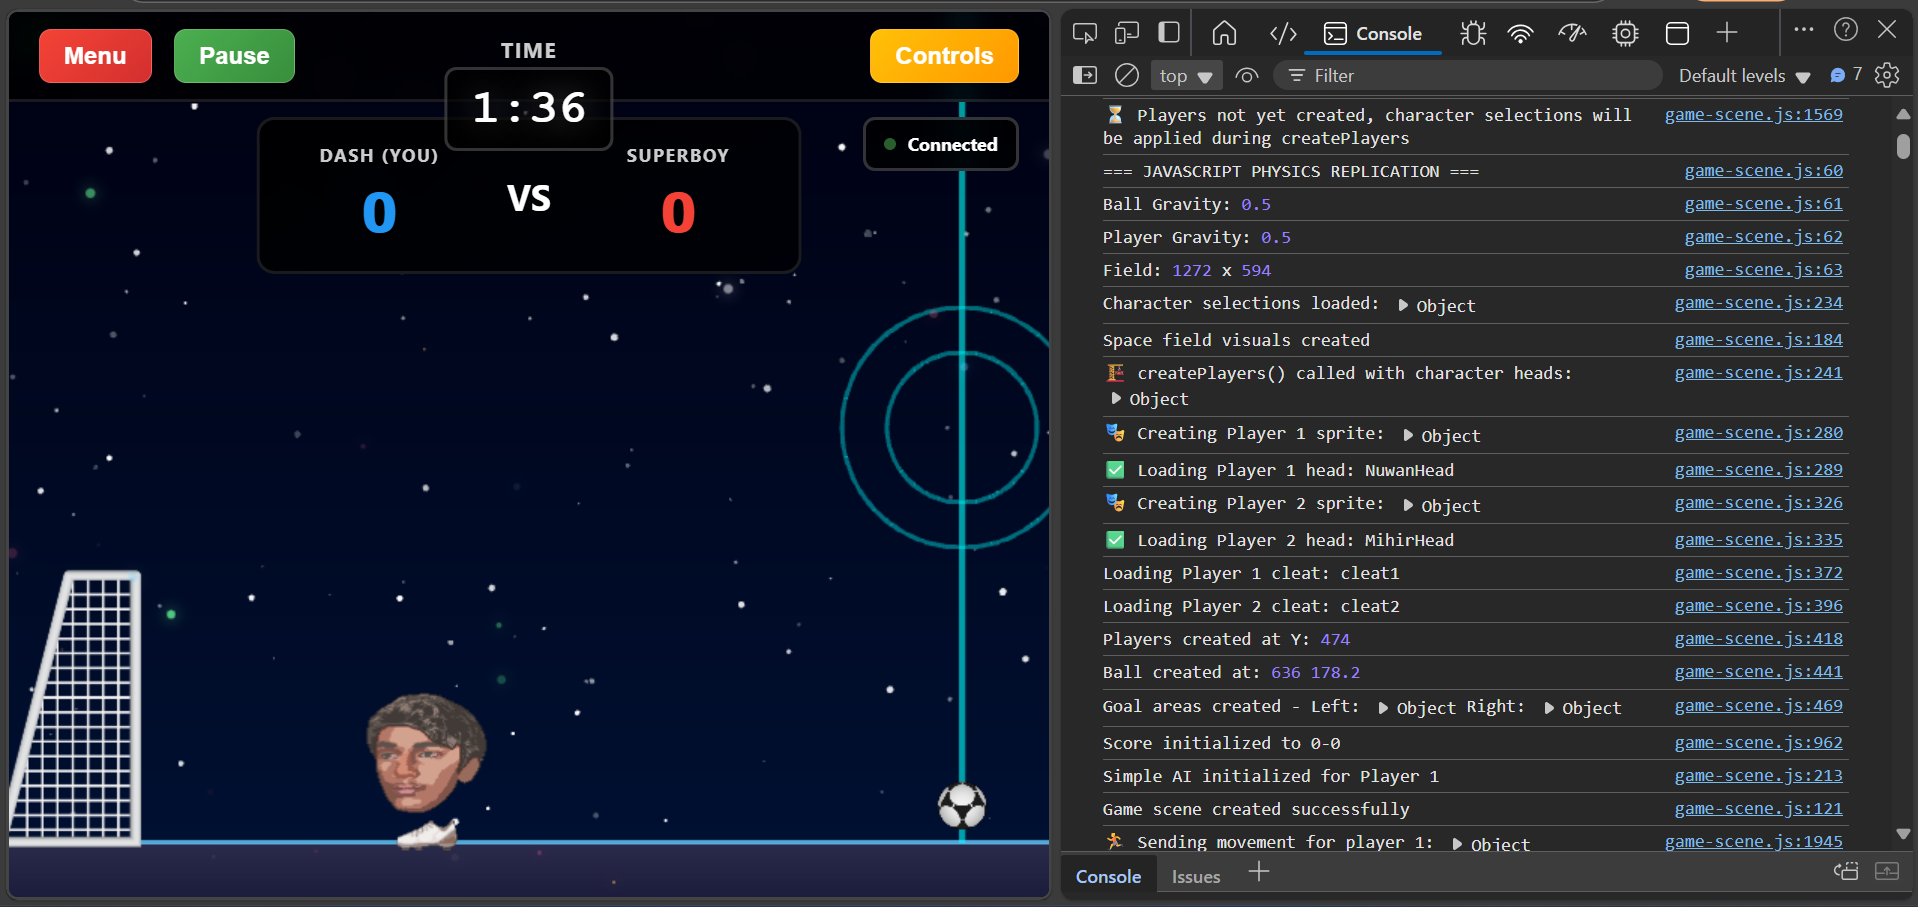 Menu
Pause
TIME
1:36
Controls
DASH (YOU)
0
VS
SUPERBOY
0
Connected
Console
top
Filter
Default levels
7
⏳ Players not yet created, character selections will be applied during createPlayers game-scene.js:1569
=== JAVASCRIPT PHYSICS REPLICATION === game-scene.js:60
Ball Gravity: 0.5 game-scene.js:61
Player Gravity: 0.5 game-scene.js:62
Field: 1272 x 594 game-scene.js:63
Character selections loaded: ▶ Object game-scene.js:234
Space field visuals created game-scene.js:184
🏗️ createPlayers() called with character heads: game-scene.js:241
▶ Object
🎭 Creating Player 1 sprite: ▶ Object game-scene.js:280
✅ Loading Player 1 head: NuwanHead game-scene.js:289
🎭 Creating Player 2 sprite: ▶ Object game-scene.js:326
✅ Loading Player 2 head: MihirHead game-scene.js:335
Loading Player 1 cleat: cleat1 game-scene.js:372
Loading Player 2 cleat: cleat2 game-scene.js:396
Players created at Y: 474 game-scene.js:418
Ball created at: 636 178.2 game-scene.js:441
Goal areas created - Left: ▶ Object Right: ▶ Object game-scene.js:469
Score initialized to 0-0 game-scene.js:962
Simple AI initialized for Player 1 game-scene.js:213
Game scene created successfully game-scene.js:121
🏃 Sending movement for player 1: ▶ Object game-scene.js:1945
Console
Issues